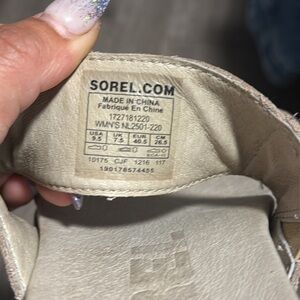 SOREL.COM
MADE IN CHINA
Fabriqué En Chine
1727181220
WMN'S NL2501-220
USA UK EUR CM
9.5 7.5 40.5 26.5
10175 CJF 1216 117
190178574455